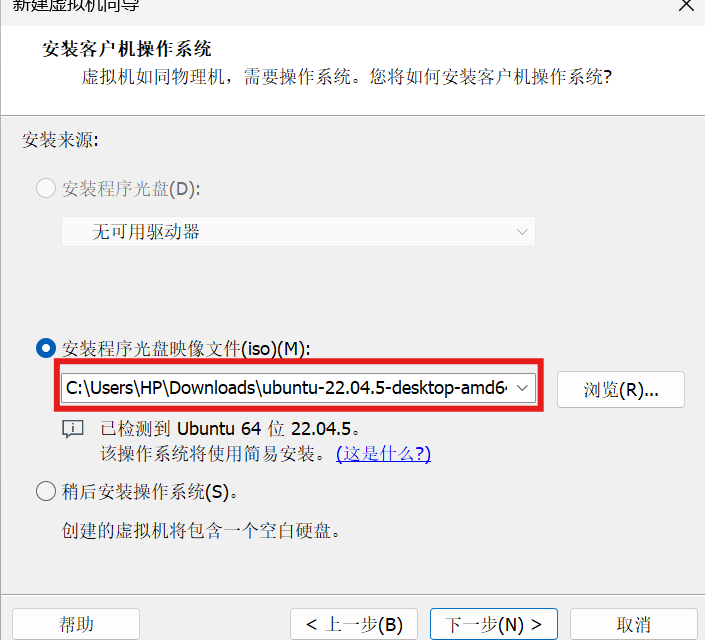 新建虚拟机向导
安装客户机操作系统
虚拟机如同物理机，需要操作系统。您将如何安装客户机操作系统?
安装来源:
安装程序光盘(D):
无可用驱动器
安装程序光盘映像文件(iso)(M):
C:\Users\HP\Downloads\ubuntu-22.04.5-desktop-amd64
浏览(R)...
已检测到 Ubuntu 64 位 22.04.5。
该操作系统将使用简易安装。 (这是什么?)
稍后安装操作系统(S)。
创建的虚拟机将包含一个空白硬盘。
帮助
< 上一步(B)
下一步(N) >
取消